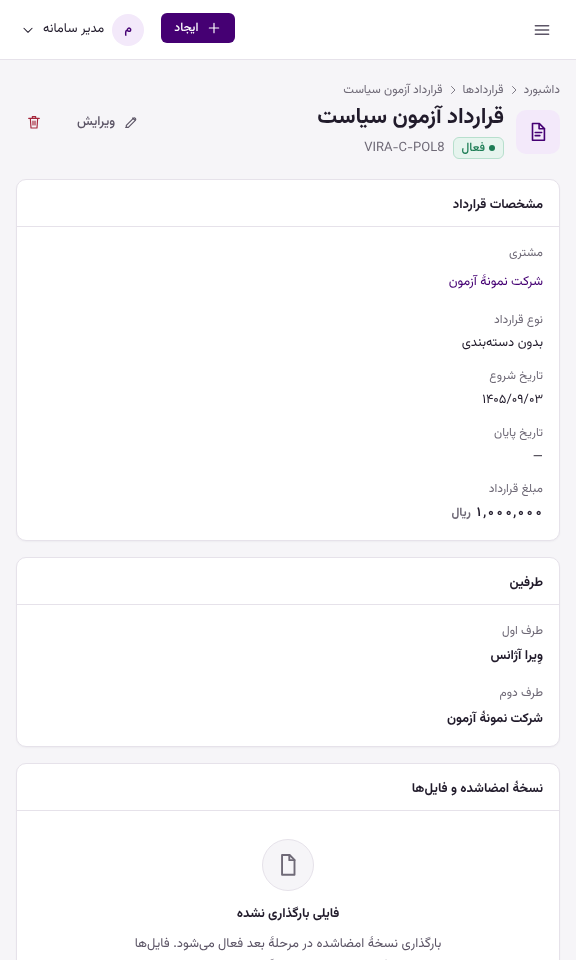 ایجاد
م
مدیر سامانه
داشبورد > قراردادها > قرارداد آزمون سیاست
قرارداد آزمون سیاست
فعال
VIRA-C-POL8
ویرایش
مشخصات قرارداد
مشتری
شرکت نمونهٔ آزمون
نوع قرارداد
بدون دسته‌بندی
تاریخ شروع
۱۴۰۵/۰۹/۰۳
تاریخ پایان
—
مبلغ قرارداد
۱,۰۰۰,۰۰۰ ریال
طرفین
طرف اول
وِیرا آژانس
طرف دوم
شرکت نمونهٔ آزمون
نسخهٔ امضاشده و فایل‌ها
فایلی بارگذاری نشده
بارگذاری نسخهٔ امضاشده در مرحلهٔ بعد فعال می‌شود. فایل‌ها